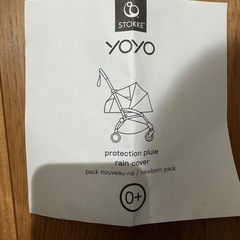 STOKKE
YOYO
protection pluie
rain cover
pack nouveau-né / newborn pack
0+